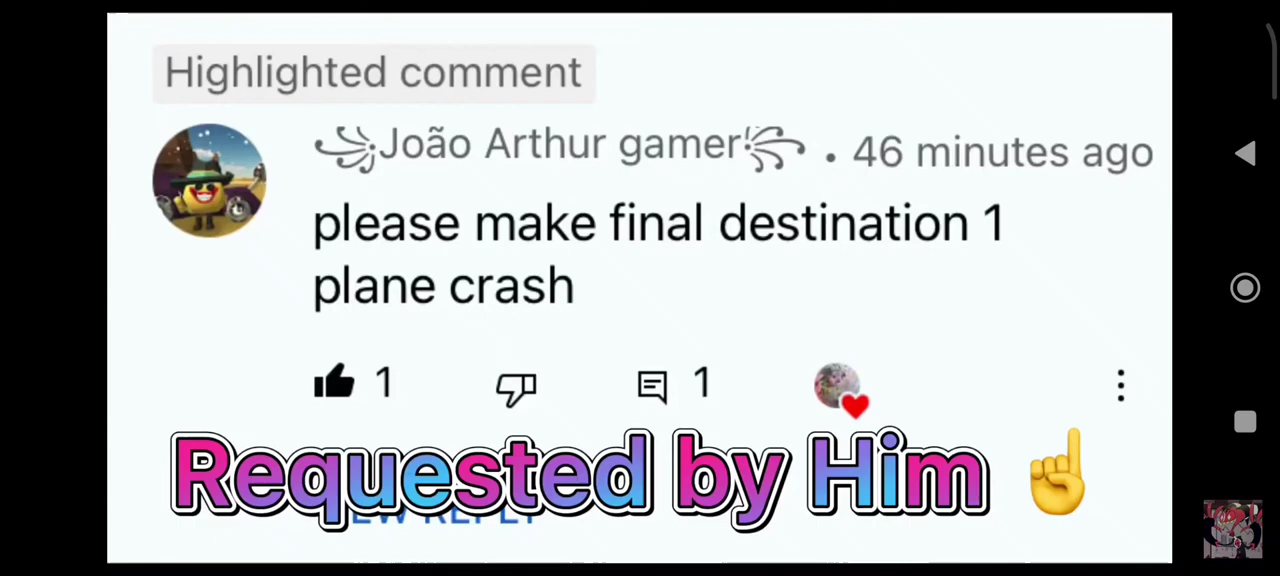 Highlighted comment
꧁João Arthur gamer꧂ • 46 minutes ago
please make final destination 1
plane crash
1 1
Requested by Him ☝